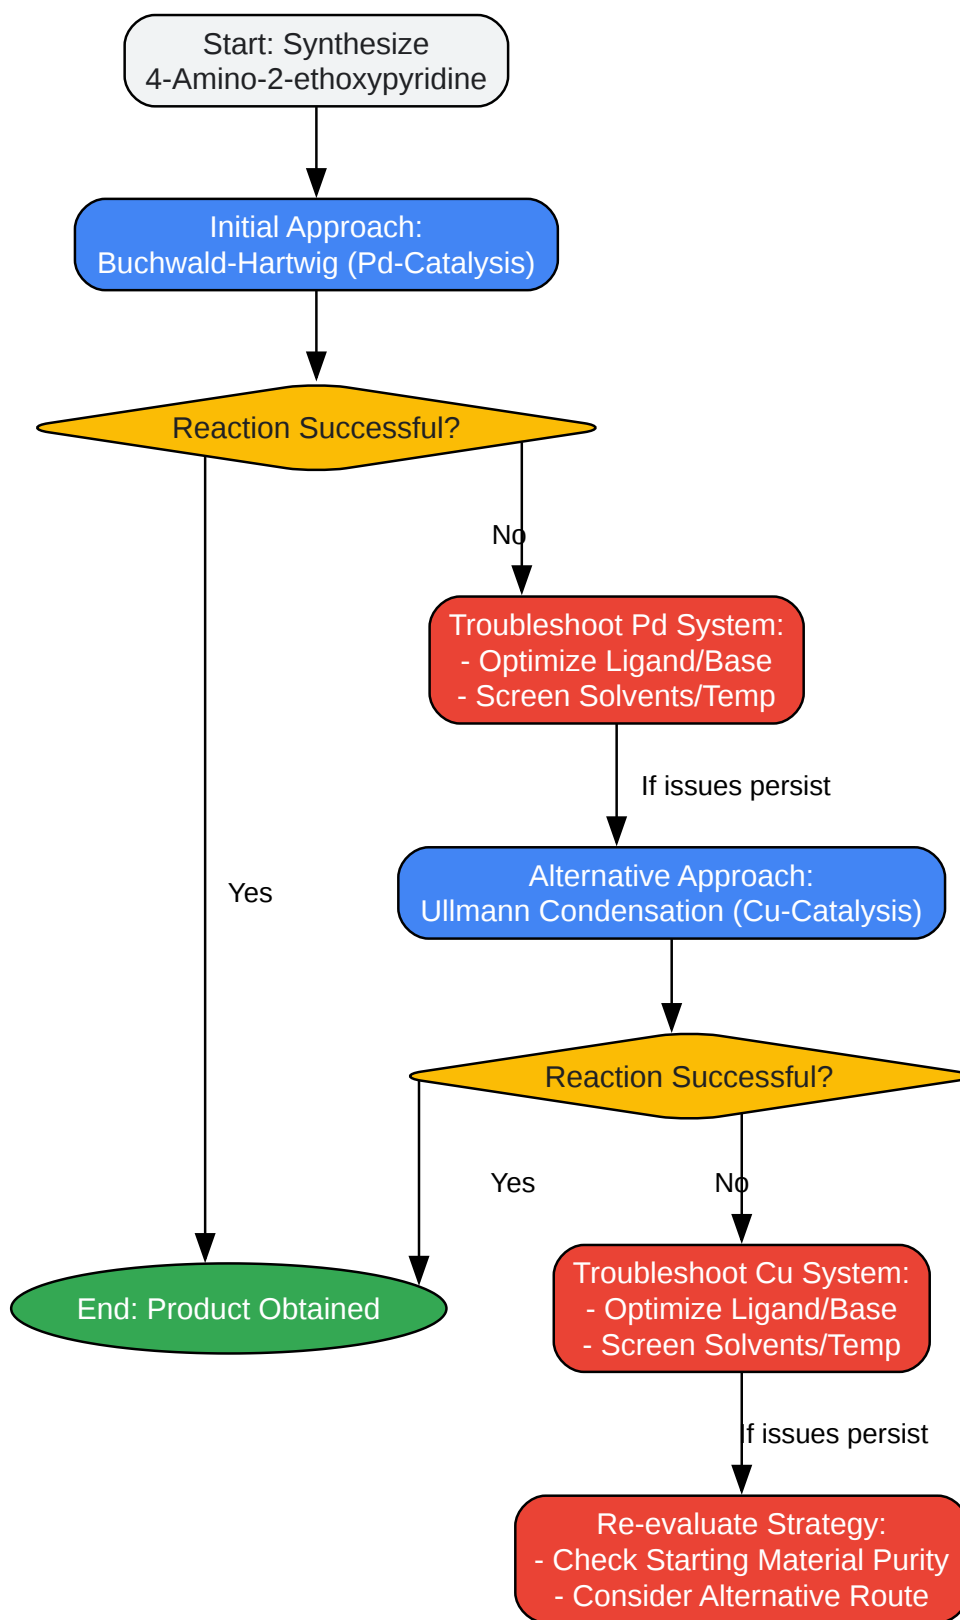 Start: Synthesize
4-Amino-2-ethoxypyridine
Initial Approach:
Buchwald-Hartwig (Pd-Catalysis)
Reaction Successful?
No
Troubleshoot Pd System:
- Optimize Ligand/Base
- Screen Solvents/Temp
If issues persist
Alternative Approach:
Ullmann Condensation (Cu-Catalysis)
Yes
Reaction Successful?
Yes
No
Troubleshoot Cu System:
- Optimize Ligand/Base
- Screen Solvents/Temp
End: Product Obtained
If issues persist
Re-evaluate Strategy:
- Check Starting Material Purity
- Consider Alternative Route